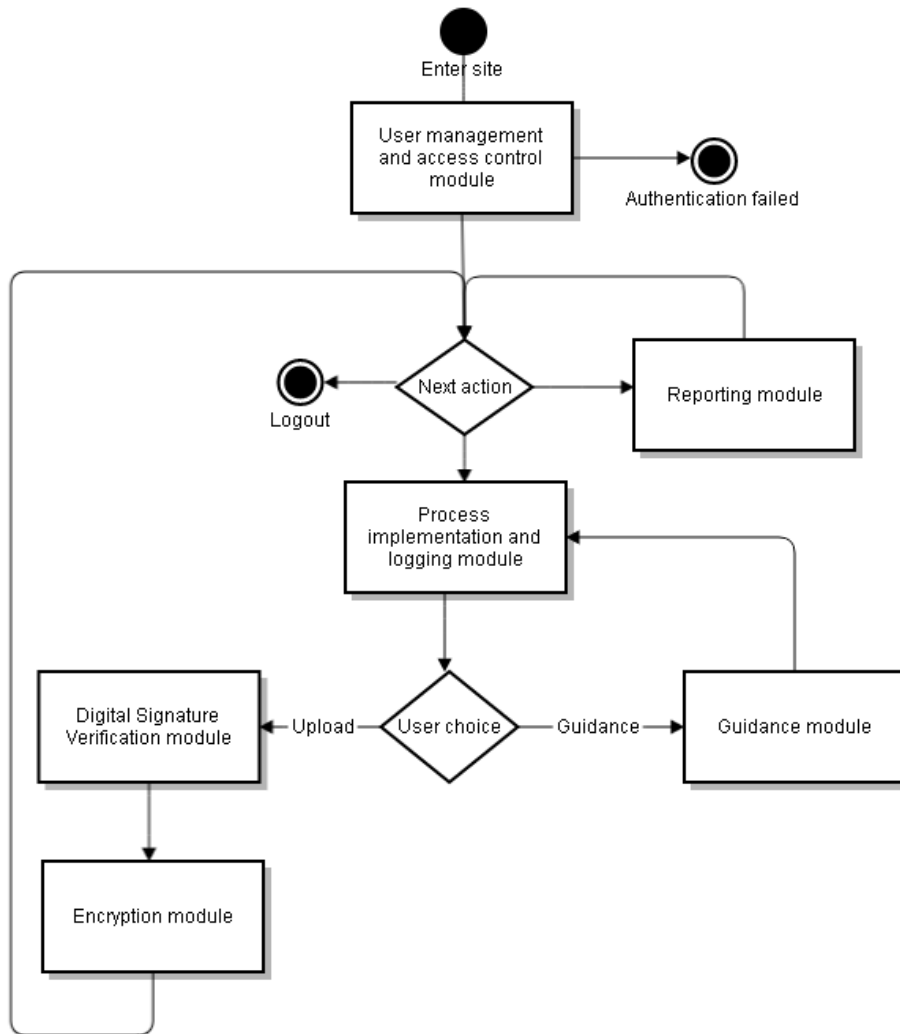 Enter site
User management
and access control
module
Authentication failed
Next action
Reporting module
Logout
Process
implementation and
logging module
Digital Signature
Verification module
Upload
User choice
Guidance
Guidance module
Encryption module